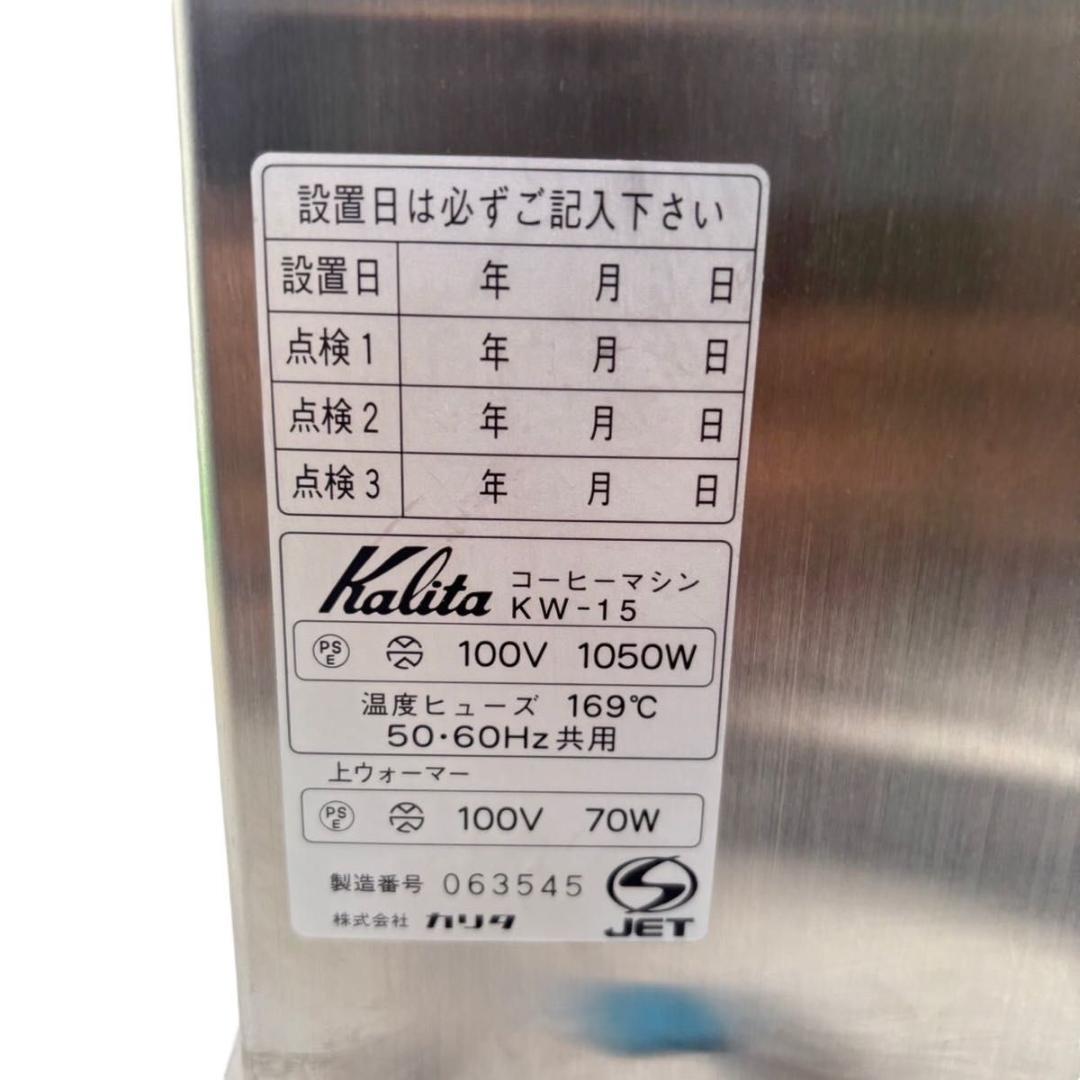 設置日は必ずご記入下さい
設置日 年 月 日
点検1 年 月 日
点検2 年 月 日
点検3 年 月 日
Kalita コーヒーマシン
KW-15
PSE 100V 1050W
温度ヒューズ 169℃
50・60Hz共用
上ウォーマー
PSE 100V 70W
製造番号 063545
株式会社 カリタ
JET